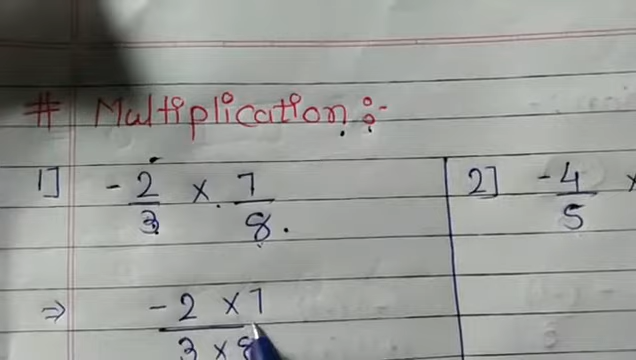 # Multiplication :-
1] -2/3 × 7/8 .
2] -4/5 ×
⇒ -2 × 7 / 3 × 8